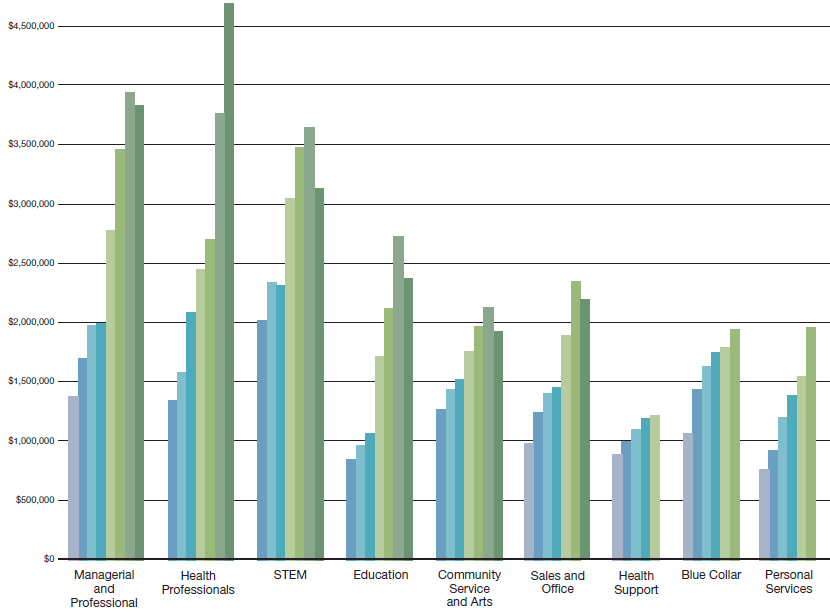 $4,500,000
$4,000,000
$3,500,000
$3,000,000
$2,500,000
$2,000,000
$1,500,000
$1,000,000
$500,000
$0
Managerial
and
Professional
Health
Professionals
STEM
Education
Community
Service
and Arts
Sales and
Office
Health
Support
Blue Collar
Personal
Services